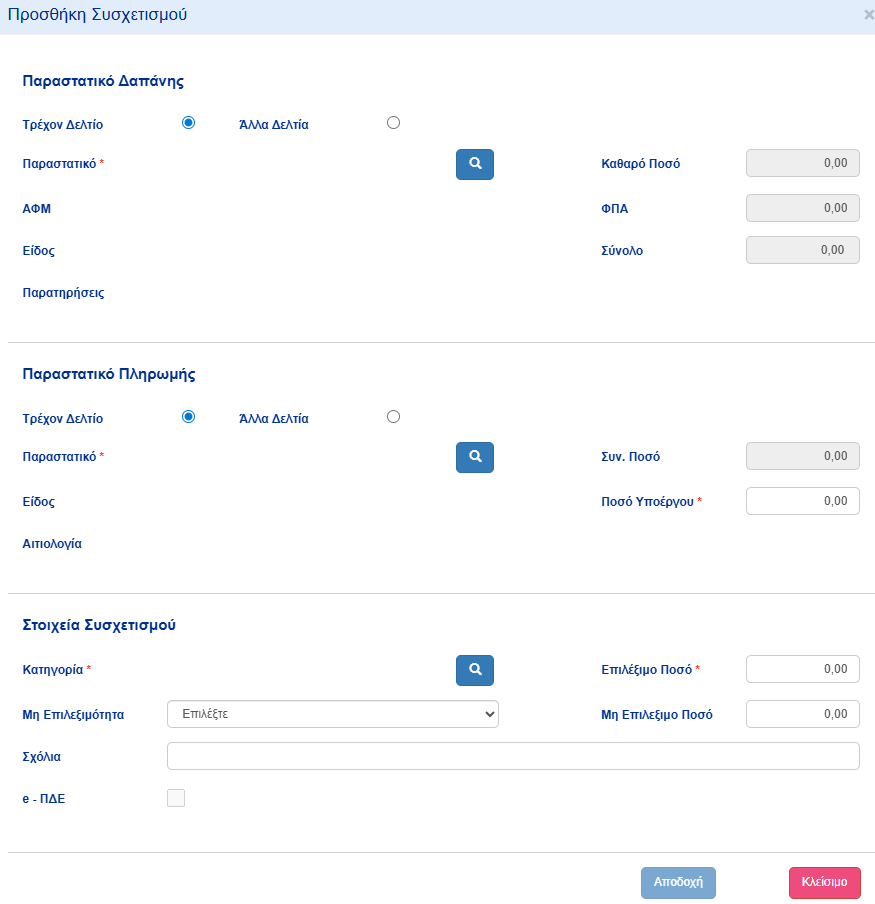 Προσθήκη Συσχετισμού ×
Παραστατικό Δαπάνης
Τρέχον Δελτίο Άλλα Δελτία
Παραστατικό * Καθαρό Ποσό 0,00
ΑΦΜ ΦΠΑ 0,00
Είδος Σύνολο 0,00
Παρατηρήσεις
Παραστατικό Πληρωμής
Τρέχον Δελτίο Άλλα Δελτία
Παραστατικό * Συν. Ποσό 0,00
Είδος Ποσό Υποέργου * 0,00
Αιτιολογία
Στοιχεία Συσχετισμού
Κατηγορία * Επιλέξιμο Ποσό * 0,00
Μη Επιλεξιμότητα Επιλέξτε Μη Επιλεξιμο Ποσό 0,00
Σχόλια
e - ΠΔΕ
Αποδοχή Κλείσιμο